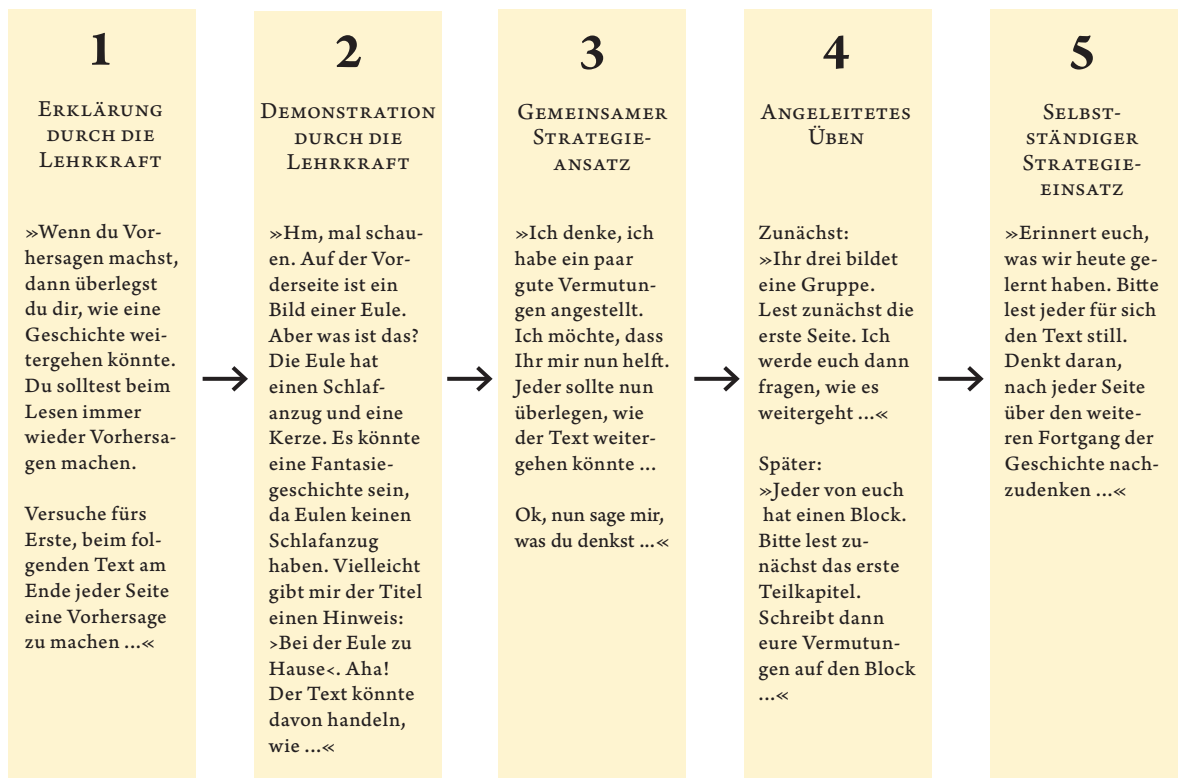 1
Erklärung
durch die
Lehrkraft
»Wenn du Vor-
hersagen machst,
dann überlegst
du dir, wie eine
Geschichte wei-
tergehen könnte.
Du solltest beim
Lesen immer
wieder Vorhersa-
gen machen.
Versuche fürs
Erste, beim fol-
genden Text am
Ende jeder Seite
eine Vorhersage
zu machen ...«
2
Demonstration
durch die
Lehrkraft
»Hm, mal schau-
en. Auf der Vor-
derseite ist ein
Bild einer Eule.
Aber was ist das?
Die Eule hat
einen Schlaf-
anzug und eine
Kerze. Es könnte
eine Fantasie-
geschichte sein,
da Eulen keinen
Schlafanzug
haben. Vielleicht
gibt mir der Titel
einen Hinweis:
›Bei der Eule zu
Hause‹. Aha!
Der Text könnte
davon handeln,
wie ...«
3
Gemeinsamer
Strategie-
ansatz
»Ich denke, ich
habe ein paar
gute Vermutun-
gen angestellt.
Ich möchte, dass
Ihr mir nun helft.
Jeder sollte nun
überlegen, wie
der Text weiter-
gehen könnte ...
Ok, nun sage mir,
was du denkst ...«
4
Angeleitetes
Üben
Zunächst:
»Ihr drei bildet
eine Gruppe.
Lest zunächst die
erste Seite. Ich
werde euch dann
fragen, wie es
weitergeht ...«
Später:
»Jeder von euch
hat einen Block.
Bitte lest zu-
nächst das erste
Teilkapitel.
Schreibt dann
eure Vermutun-
gen auf den Block
...«
5
Selbst-
ständiger
Strategie-
einsatz
»Erinnert euch,
was wir heute ge-
lernt haben. Bitte
lest jeder für sich
den Text still.
Denkt daran,
nach jeder Seite
über den weite-
ren Fortgang der
Geschichte nach-
zudenken ...«